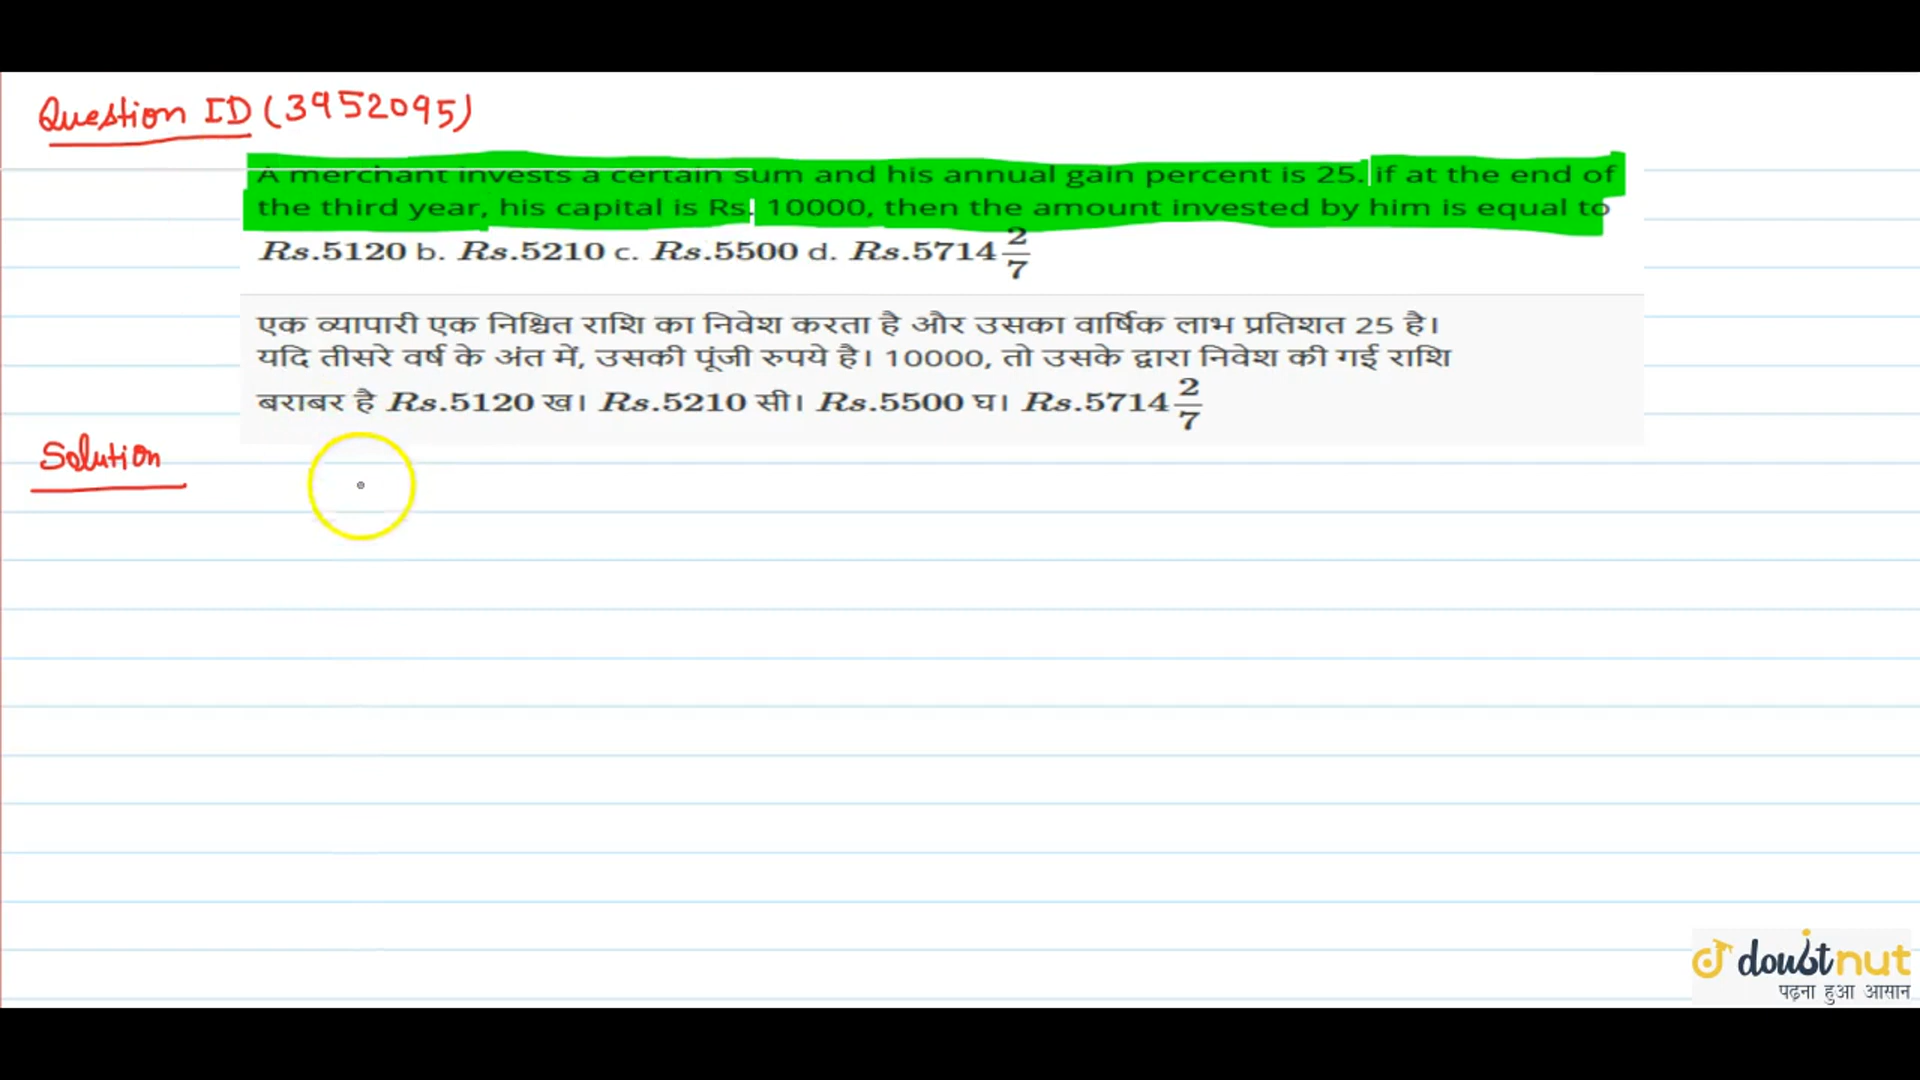 Question ID (3952095)
A merchant invests a certain sum and his annual gain percent is 25. if at the end of
the third year, his capital is Rs. 10000, then the amount invested by him is equal to
Rs.5120 b. Rs.5210 c. Rs.5500 d. Rs.5714 2/7
एक व्यापारी एक निश्चित राशि का निवेश करता है और उसका वार्षिक लाभ प्रतिशत 25 है।
यदि तीसरे वर्ष के अंत में, उसकी पूंजी रुपये है। 10000, तो उसके द्वारा निवेश की गई राशि
बराबर है Rs.5120 ख। Rs.5210 सी। Rs.5500 घ। Rs.5714 2/7
Solution
doubtnut
पढ़ना हुआ आसान